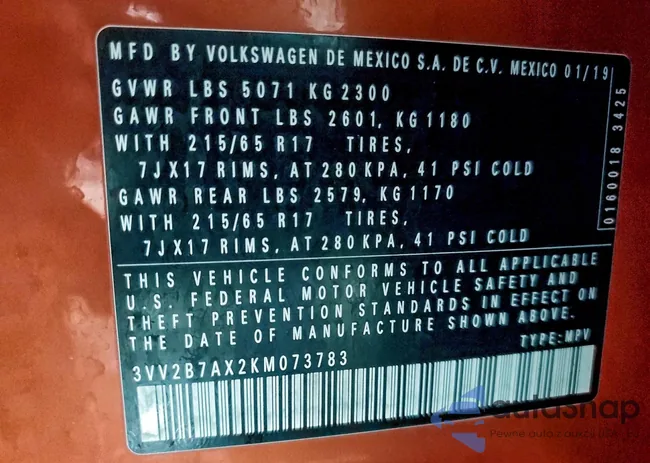 MFD BY VOLKSWAGEN DE MEXICO S.A. DE C.V. MEXICO 01/19
GVWR LBS 5071 KG 2300
GAWR FRONT LBS 2601, KG 1180
WITH 215/65 R17 TIRES,
7JX17 RIMS, AT 280 KPA, 41 PSI COLD
GAWR REAR LBS 2579, KG 1170
WITH 215/65 R17 TIRES,
7JX17 RIMS, AT 280 KPA, 41 PSI COLD
0160018 3425
THIS VEHICLE CONFORMS TO ALL APPLICABLE
U.S. FEDERAL MOTOR VEHICLE SAFETY AND
THEFT PREVENTION STANDARDS IN EFFECT ON
THE DATE OF MANUFACTURE SHOWN ABOVE.
TYPE:MPV
3VV2B7AX2KM073783
autosnap
Pewne auto z aukcji